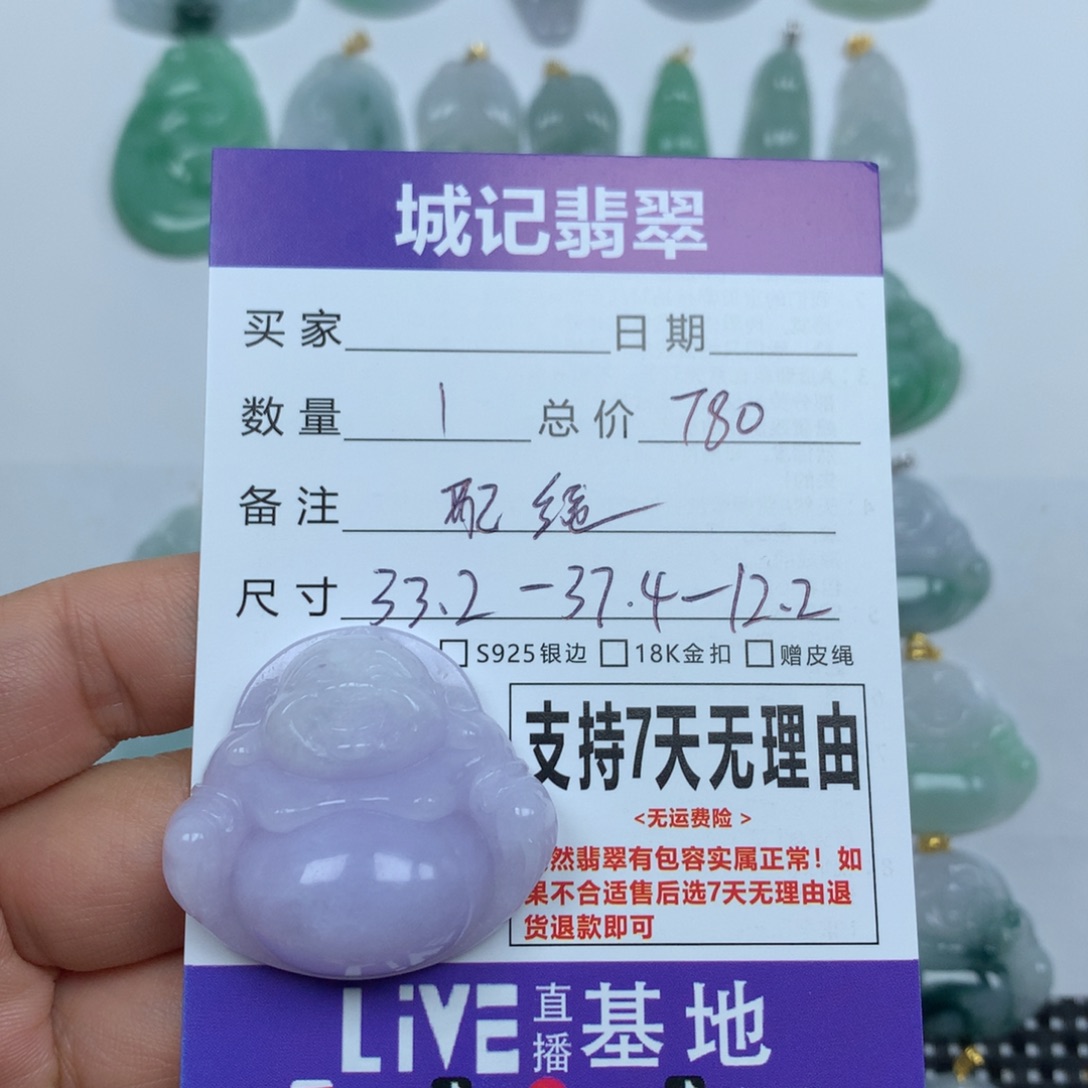 城记翡翠
买家 日期
数量 1 总价 780
备注 配绳
尺寸 33.2-37.4-12.2
S925银边 18K金扣 赠皮绳
支持7天无理由
<无运费险>
然翡翠有包容实属正常！如
果不合适售后选7天无理由退
货退款即可
LiVE 直播 基地